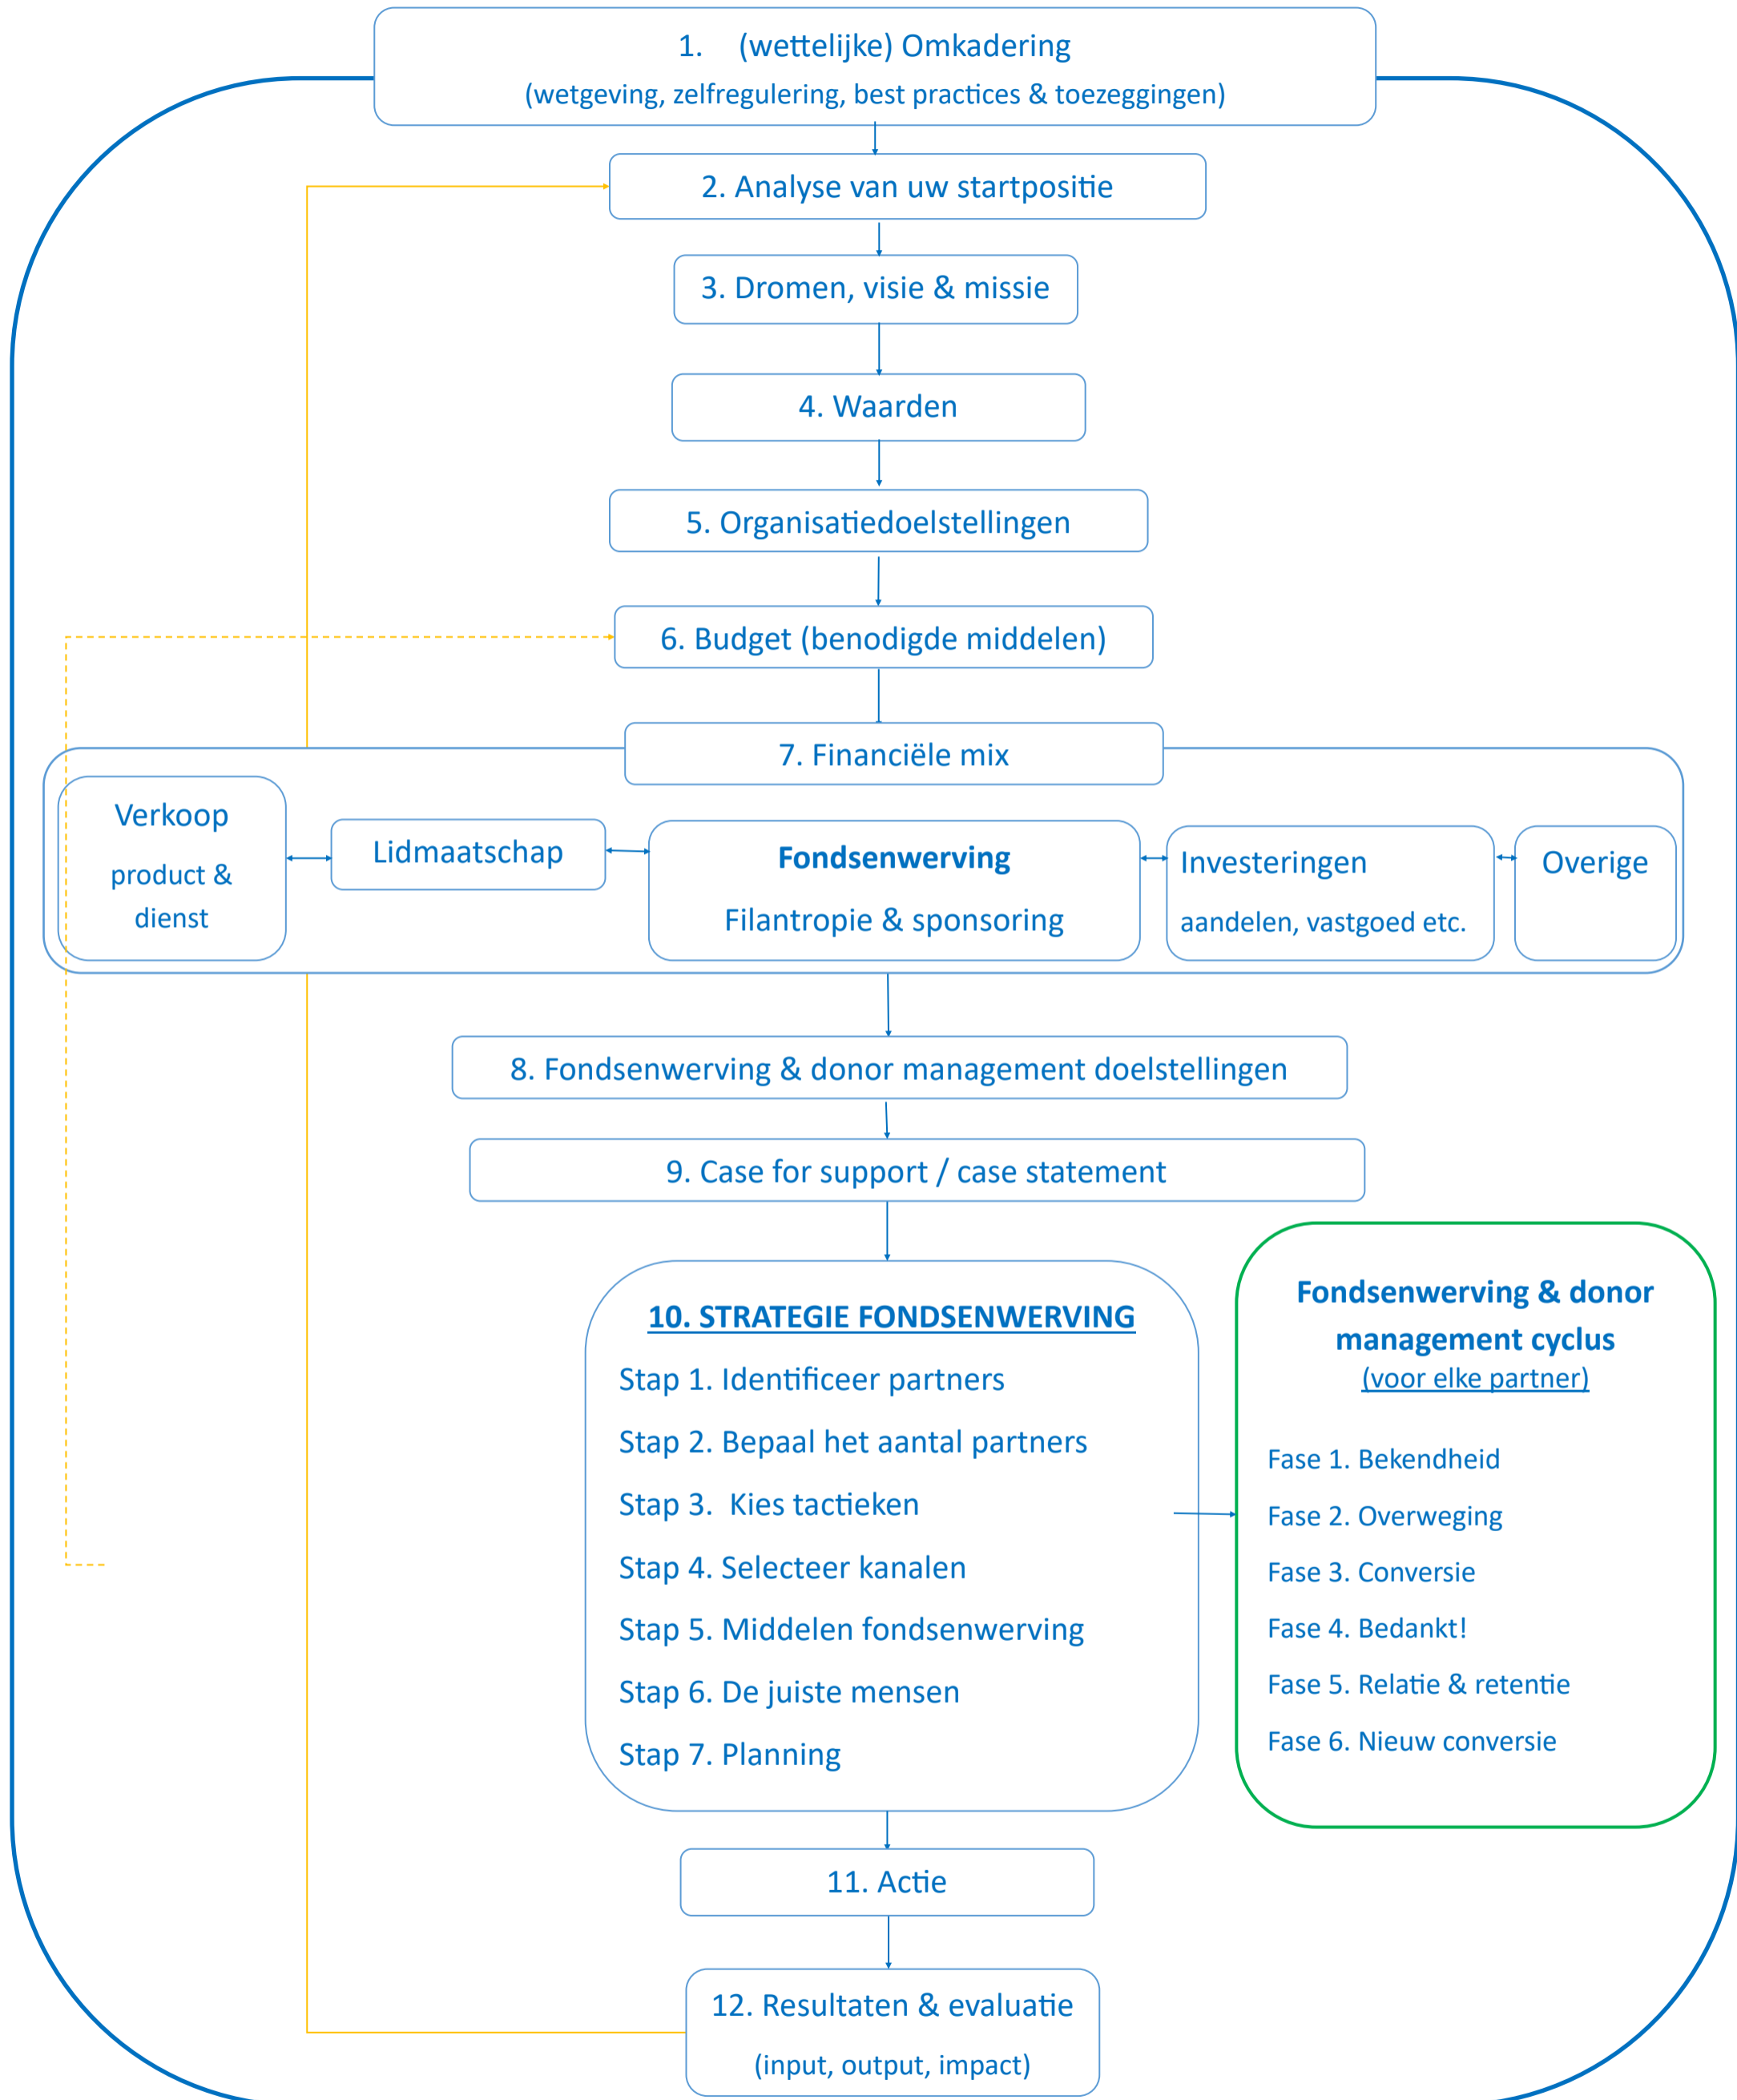 1. (wettelijke) Omkadering
(wetgeving, zelfregulering, best practices & toezeggingen)
2. Analyse van uw startpositie
3. Dromen, visie & missie
4. Waarden
5. Organisatiedoelstellingen
6. Budget (benodigde middelen)
7. Financiële mix
Verkoop
product &
dienst
Lidmaatschap
Fondsenwerving
Filantropie & sponsoring
Investeringen
aandelen, vastgoed etc.
Overige
8. Fondsenwerving & donor management doelstellingen
9. Case for support / case statement
10. STRATEGIE FONDSENWERVING
Stap 1. Identificeer partners
Stap 2. Bepaal het aantal partners
Stap 3. Kies tactieken
Stap 4. Selecteer kanalen
Stap 5. Middelen fondsenwerving
Stap 6. De juiste mensen
Stap 7. Planning
Fondsenwerving & donor
management cyclus
(voor elke partner)
Fase 1. Bekendheid
Fase 2. Overweging
Fase 3. Conversie
Fase 4. Bedankt!
Fase 5. Relatie & retentie
Fase 6. Nieuw conversie
11. Actie
12. Resultaten & evaluatie
(input, output, impact)